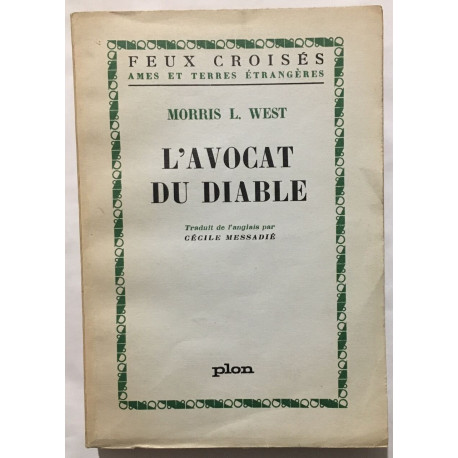 FEUX CROISÉS
AMES ET TERRES ÉTRANGÈRES
MORRIS L. WEST
L'AVOCAT
DU DIABLE
Traduit de l'anglais par
CÉCILE MESSADIÉ
plon